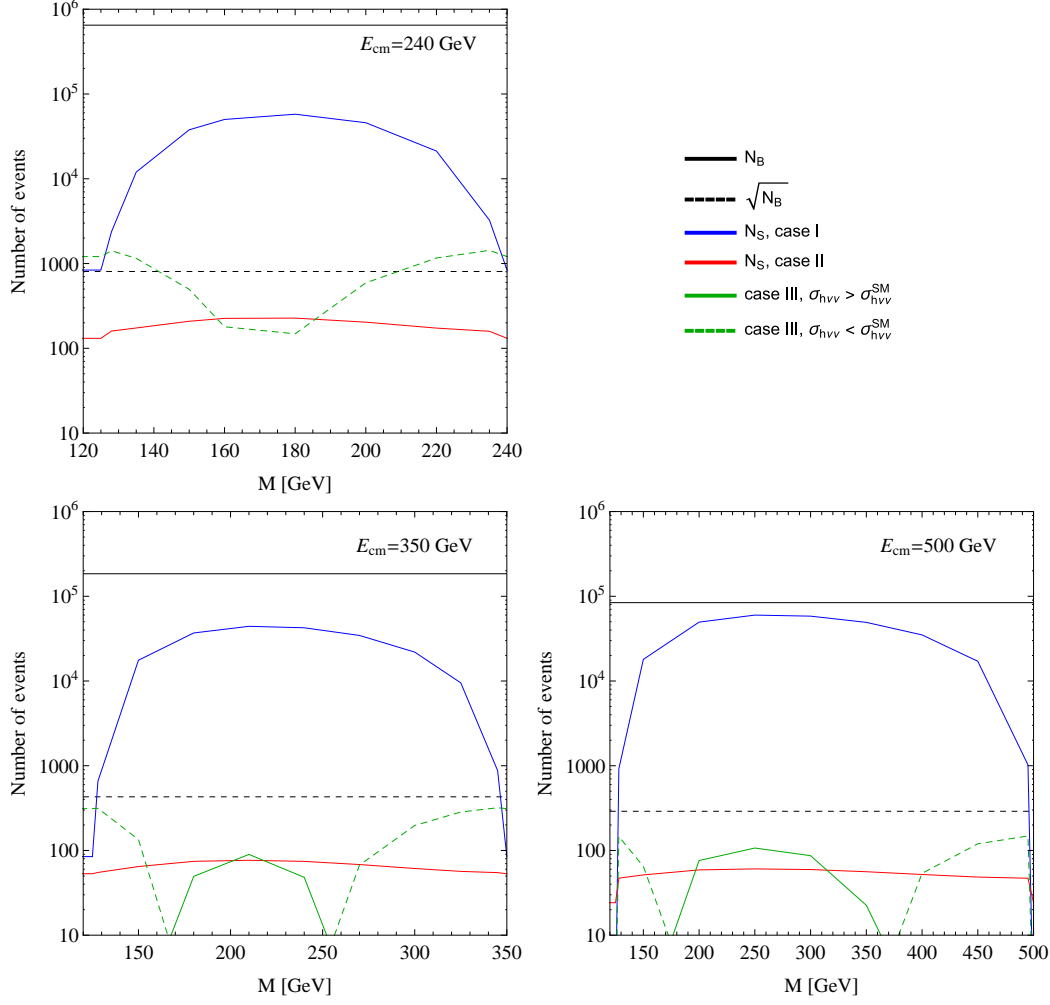 E_cm=240 GeV
Number of events
10^6
10^5
10^4
1000
100
10
120 140 160 180 200 220 240
M [GeV]
N_B
√N_B
N_S, case I
N_S, case II
case III, σ_hνν > σ_hνν^SM
case III, σ_hνν < σ_hνν^SM
E_cm=350 GeV
Number of events
10^6
10^5
10^4
1000
100
10
150 200 250 300 350
M [GeV]
E_cm=500 GeV
Number of events
10^6
10^5
10^4
1000
100
10
150 200 250 300 350 400 450 500
M [GeV]